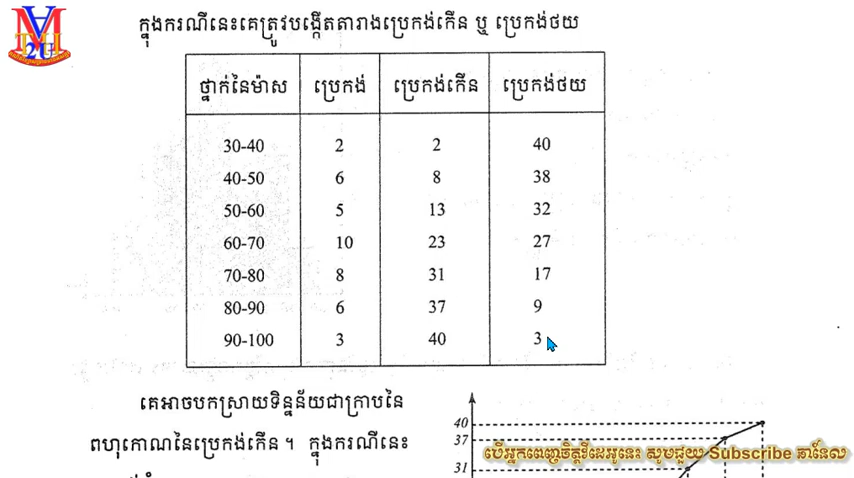 ក្នុងករណីនេះគេត្រូវបង្កើតតារាងប្រេកង់កើន ឬ ប្រេកង់ថយ
ថ្នាក់នៃម៉ាស ប្រេកង់ ប្រេកង់កើន ប្រេកង់ថយ
30-40 2 2 40
40-50 6 8 38
50-60 5 13 32
60-70 10 23 27
70-80 8 31 17
80-90 6 37 9
90-100 3 40 3
គេអាចបកស្រាយទិន្នន័យជាក្រាបនៃ
ពហុកោណនៃប្រេកង់កើន ។ ក្នុងករណីនេះ
40
37
31
បើអ្នកពេញចិត្តវីដេអូនេះ សូមជួយ Subscribe ឆានែល